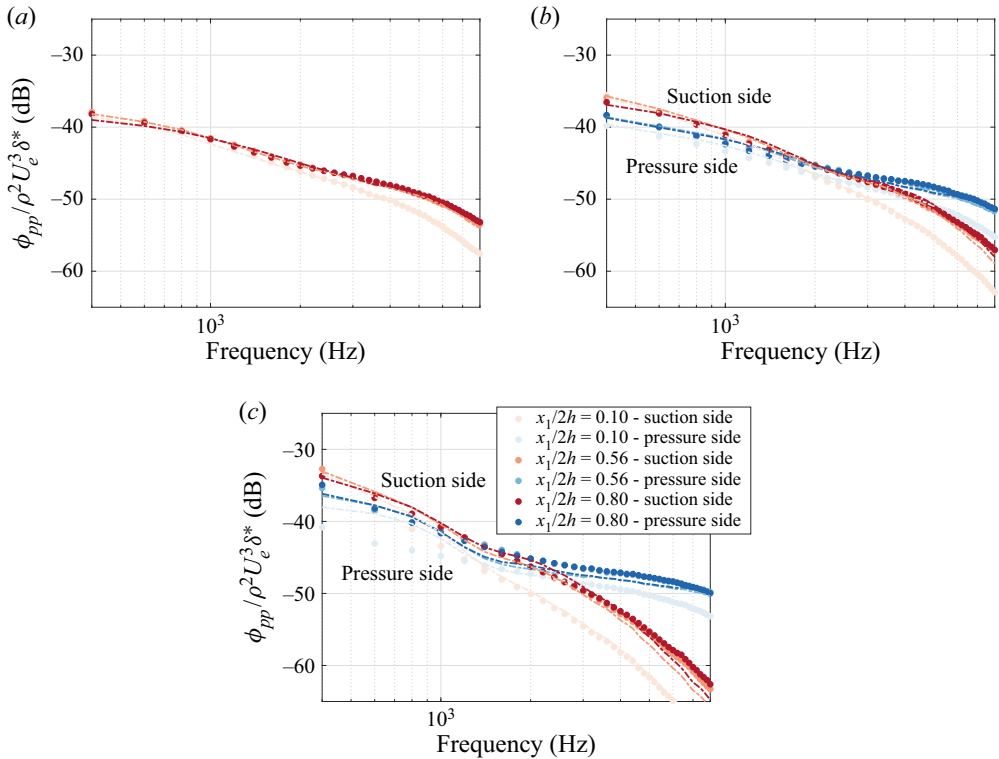 (a)
(b)
−30
−40
−50
−60
ϕpp/ρ²Ue³δ* (dB)
10³
Frequency (Hz)
−30
−40
−50
−60
Suction side
Pressure side
10³
Frequency (Hz)
(c)
x₁/2h = 0.10 - suction side
x₁/2h = 0.10 - pressure side
x₁/2h = 0.56 - suction side
x₁/2h = 0.56 - pressure side
x₁/2h = 0.80 - suction side
x₁/2h = 0.80 - pressure side
−30
−40
−50
−60
ϕpp/ρ²Ue³δ* (dB)
Suction side
Pressure side
10³
Frequency (Hz)